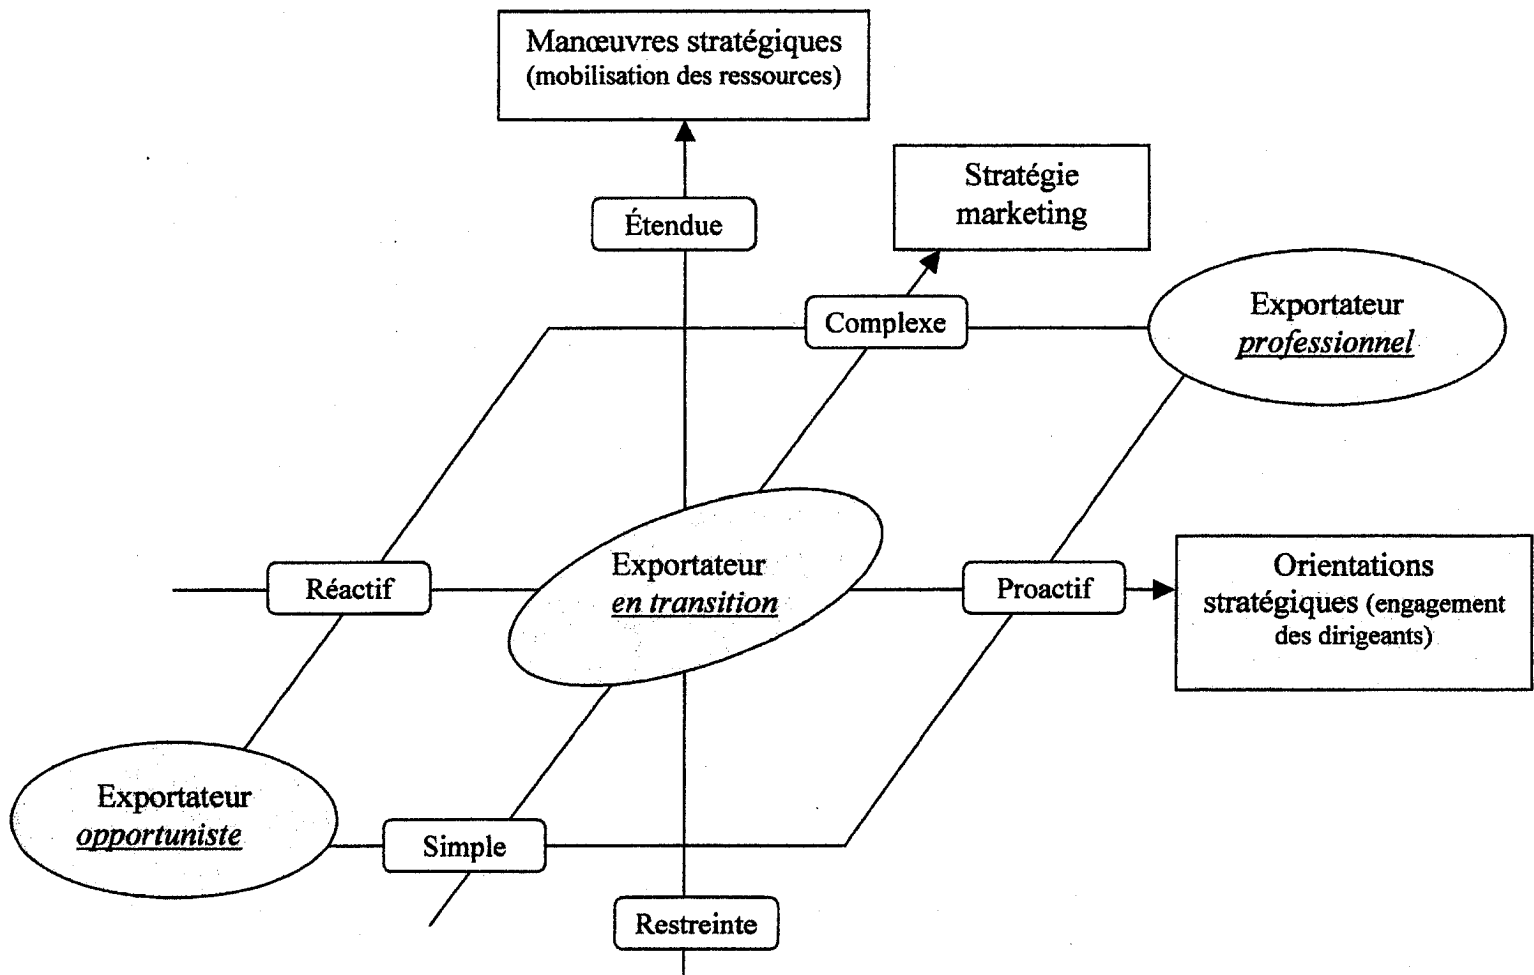 Manœuvres stratégiques
(mobilisation des ressources)
Stratégie
marketing
Étendue
Complexe
Exportateur
professionnel
Exportateur
en transition
Réactif
Proactif
Orientations
stratégiques (engagement
des dirigeants)
Exportateur
opportuniste
Simple
Restreinte